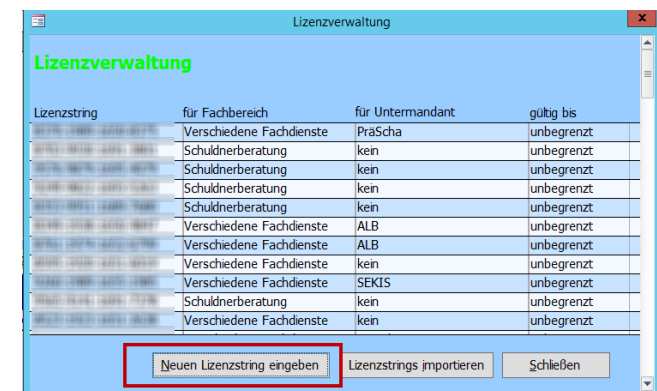 Lizenzverwaltung
Lizenzverwaltung
Lizenzstring für Fachbereich für Untermandant gültig bis
Verschiedene Fachdienste PräScha unbegrenzt
Schuldnerberatung kein unbegrenzt
Schuldnerberatung kein unbegrenzt
Schuldnerberatung kein unbegrenzt
Schuldnerberatung kein unbegrenzt
Verschiedene Fachdienste ALB unbegrenzt
Verschiedene Fachdienste ALB unbegrenzt
Verschiedene Fachdienste kein unbegrenzt
Verschiedene Fachdienste SEKIS unbegrenzt
Schuldnerberatung kein unbegrenzt
Verschiedene Fachdienste kein unbegrenzt
Neuen Lizenzstring eingeben Lizenzstrings importieren Schließen